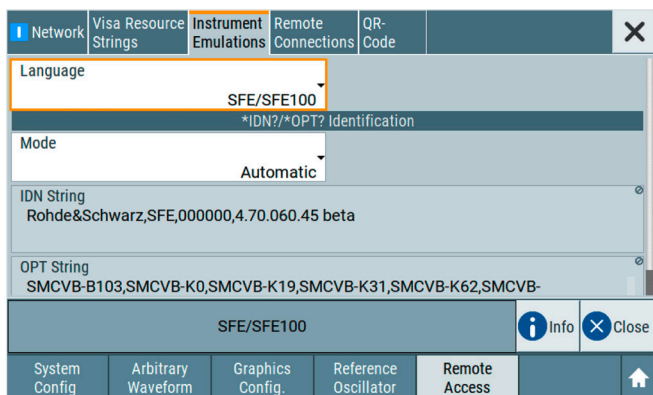 Network
Visa Resource Strings
Instrument Emulations
Remote Connections
QR-Code
Language
SFE/SFE100
*IDN?/*OPT? Identification
Mode
Automatic
IDN String
Rohde&Schwarz,SFE,000000,4.70.060.45 beta
OPT String
SMCVB-B103,SMCVB-K0,SMCVB-K19,SMCVB-K31,SMCVB-K62,SMCVB-
SFE/SFE100
Info
Close
System Config
Arbitrary Waveform
Graphics Config.
Reference Oscillator
Remote Access